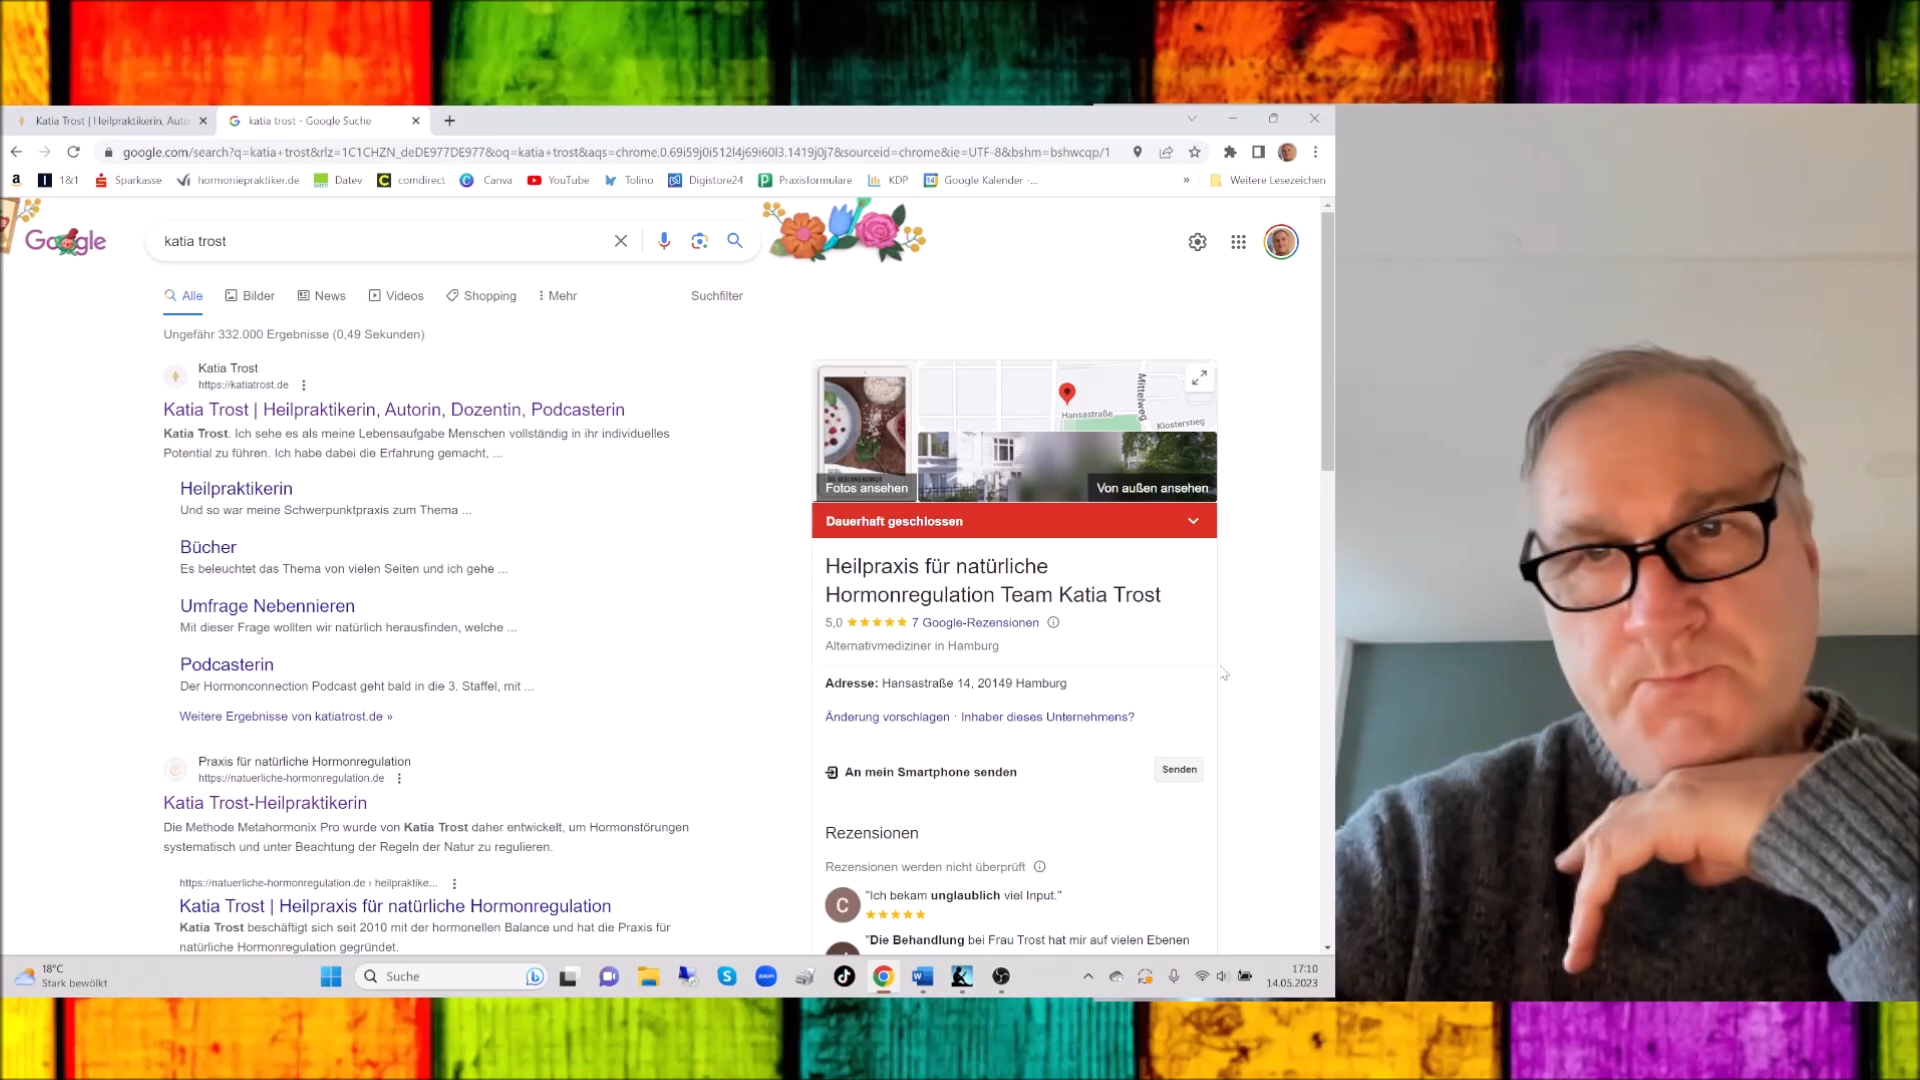 Katia Trost | Heilpraktikerin, Auto
katia trost - Google Suche
google.com/search?q=katia+trost&rlz=1C1CHZN_deDE977DE977&oq=katia+trost&aqs=chrome.0.69i59j0i512l4j69i60l3.1419j0j7&sourceid=chrome&ie=UTF-8&bshm=bshwcqp/1
1&1
Sparkasse
hormoniepraktiker.de
Datev
comdirect
Canva
YouTube
Tolino
Digistore24
Praxisformulare
KDP
Google Kalender -...
»
Weitere Lesezeichen
Google
katia trost
Alle
Bilder
News
Videos
Shopping
Mehr
Suchfilter
Ungefähr 332.000 Ergebnisse (0,49 Sekunden)
Katia Trost
https://katiatrost.de
Katia Trost | Heilpraktikerin, Autorin, Dozentin, Podcasterin
Katia Trost. Ich sehe es als meine Lebensaufgabe Menschen vollständig in ihr individuelles
Potential zu führen. Ich habe dabei die Erfahrung gemacht, ...
Heilpraktikerin
Und so war meine Schwerpunktpraxis zum Thema ...
Bücher
Es beleuchtet das Thema von vielen Seiten und ich gehe ...
Umfrage Nebennieren
Mit dieser Frage wollten wir natürlich herausfinden, welche ...
Podcasterin
Der Hormonconnection Podcast geht bald in die 3. Staffel, mit ...
Weitere Ergebnisse von katiatrost.de »
Praxis für natürliche Hormonregulation
https://natuerliche-hormonregulation.de
Katia Trost-Heilpraktikerin
Die Methode Metahormonix Pro wurde von Katia Trost daher entwickelt, um Hormonstörungen
systematisch und unter Beachtung der Regeln der Natur zu regulieren.
https://natuerliche-hormonregulation.de › heilpraktike...
Katia Trost | Heilpraxis für natürliche Hormonregulation
Katia Trost beschäftigt sich seit 2010 mit der hormonellen Balance und hat die Praxis für
natürliche Hormonregulation gegründet.
Hansastraße
Mittelweg
Klosterstieg
Fotos ansehen
Von außen ansehen
Dauerhaft geschlossen
Heilpraxis für natürliche
Hormonregulation Team Katia Trost
5,0
7 Google-Rezensionen
Alternativmediziner in Hamburg
Adresse: Hansastraße 14, 20149 Hamburg
Änderung vorschlagen · Inhaber dieses Unternehmens?
An mein Smartphone senden
Senden
Rezensionen
Rezensionen werden nicht überprüft
C
"Ich bekam unglaublich viel Input."
"Die Behandlung bei Frau Trost hat mir auf vielen Ebenen
18°C
Stark bewölkt
Suche
17:10
14.05.2023